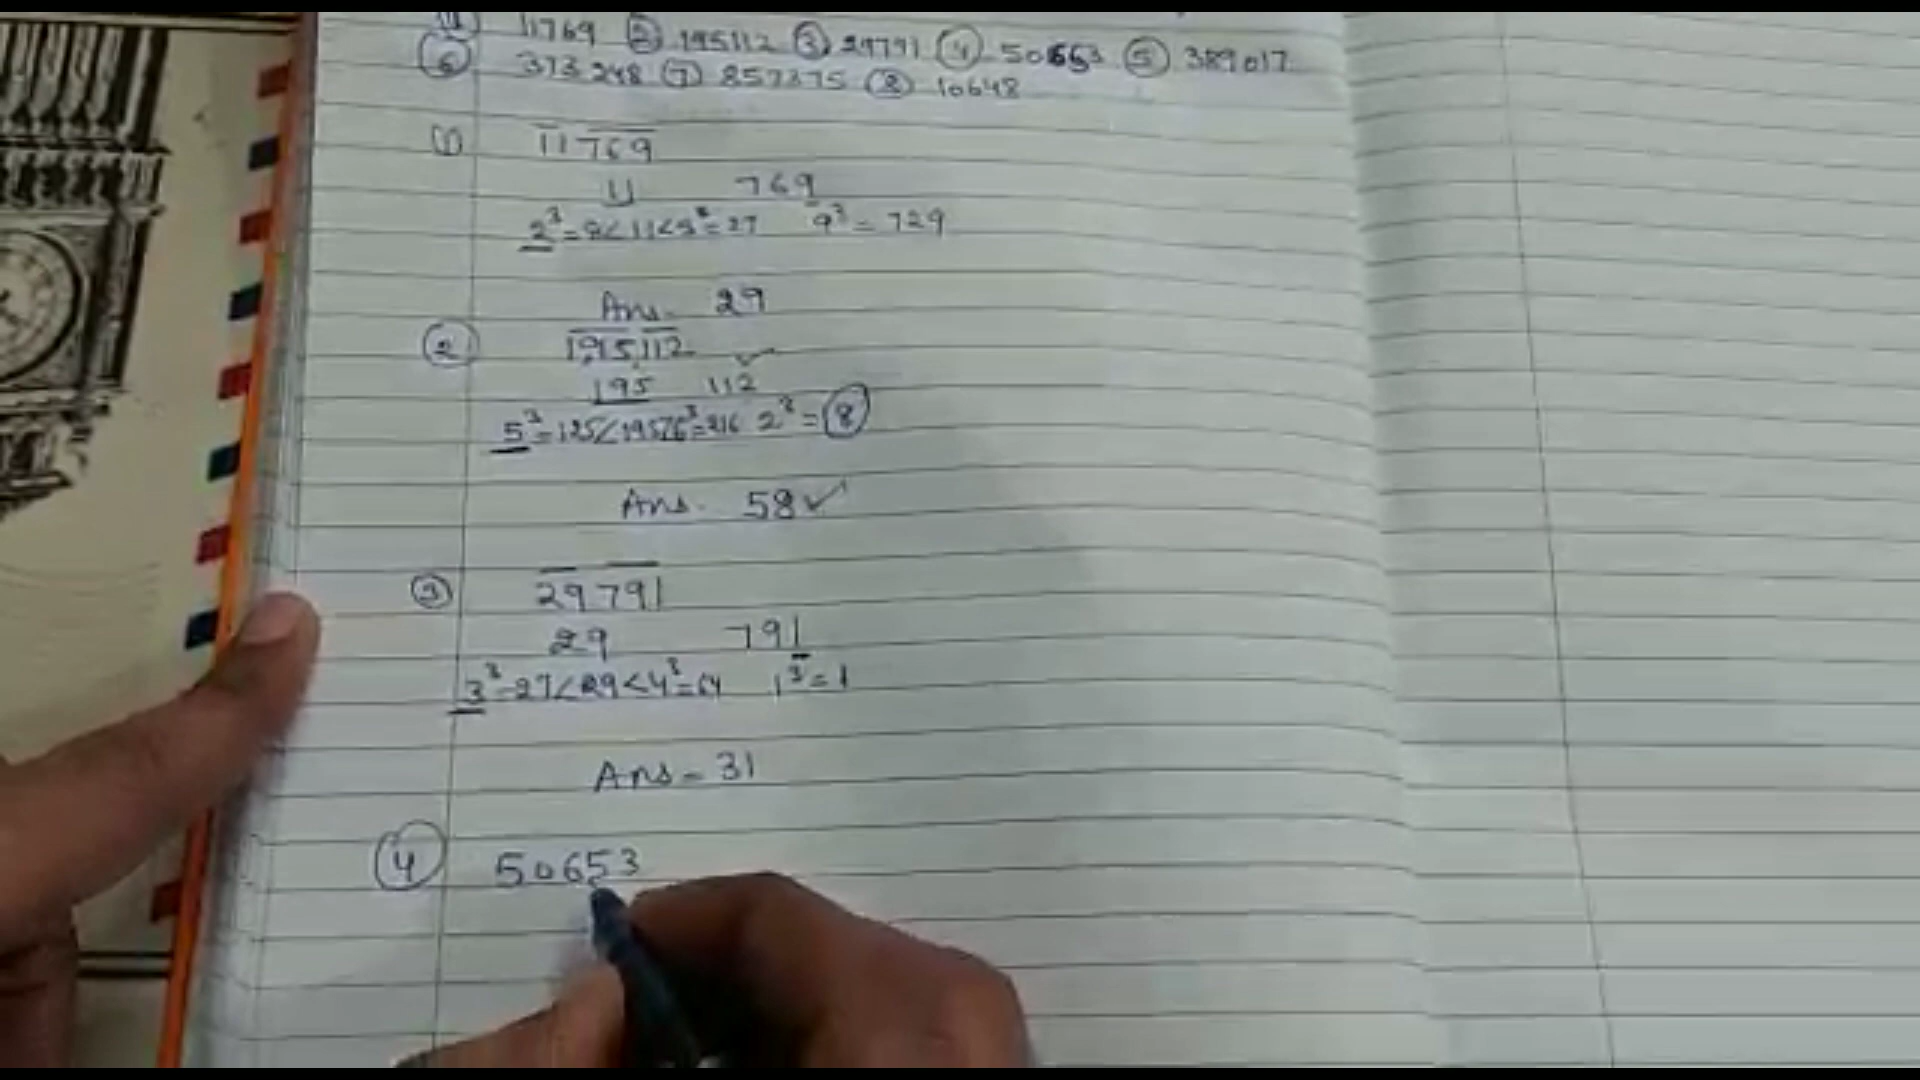 11769 ② 195112 ③ 29791 ④ 50653 ⑤ 389017
⑥ 373248 ⑦ 857375 ⑧ 10648
(1) 11769
11 769
2³=8<11<3³=27 9³=729
Ans. 29
② 195112
195 112 ✓
5³=125<195<6³=216 2³=8
Ans. 58 ✓
③ 29791
29 791
3³=27<29<4³=64 1³=1
Ans = 31
④ 50653